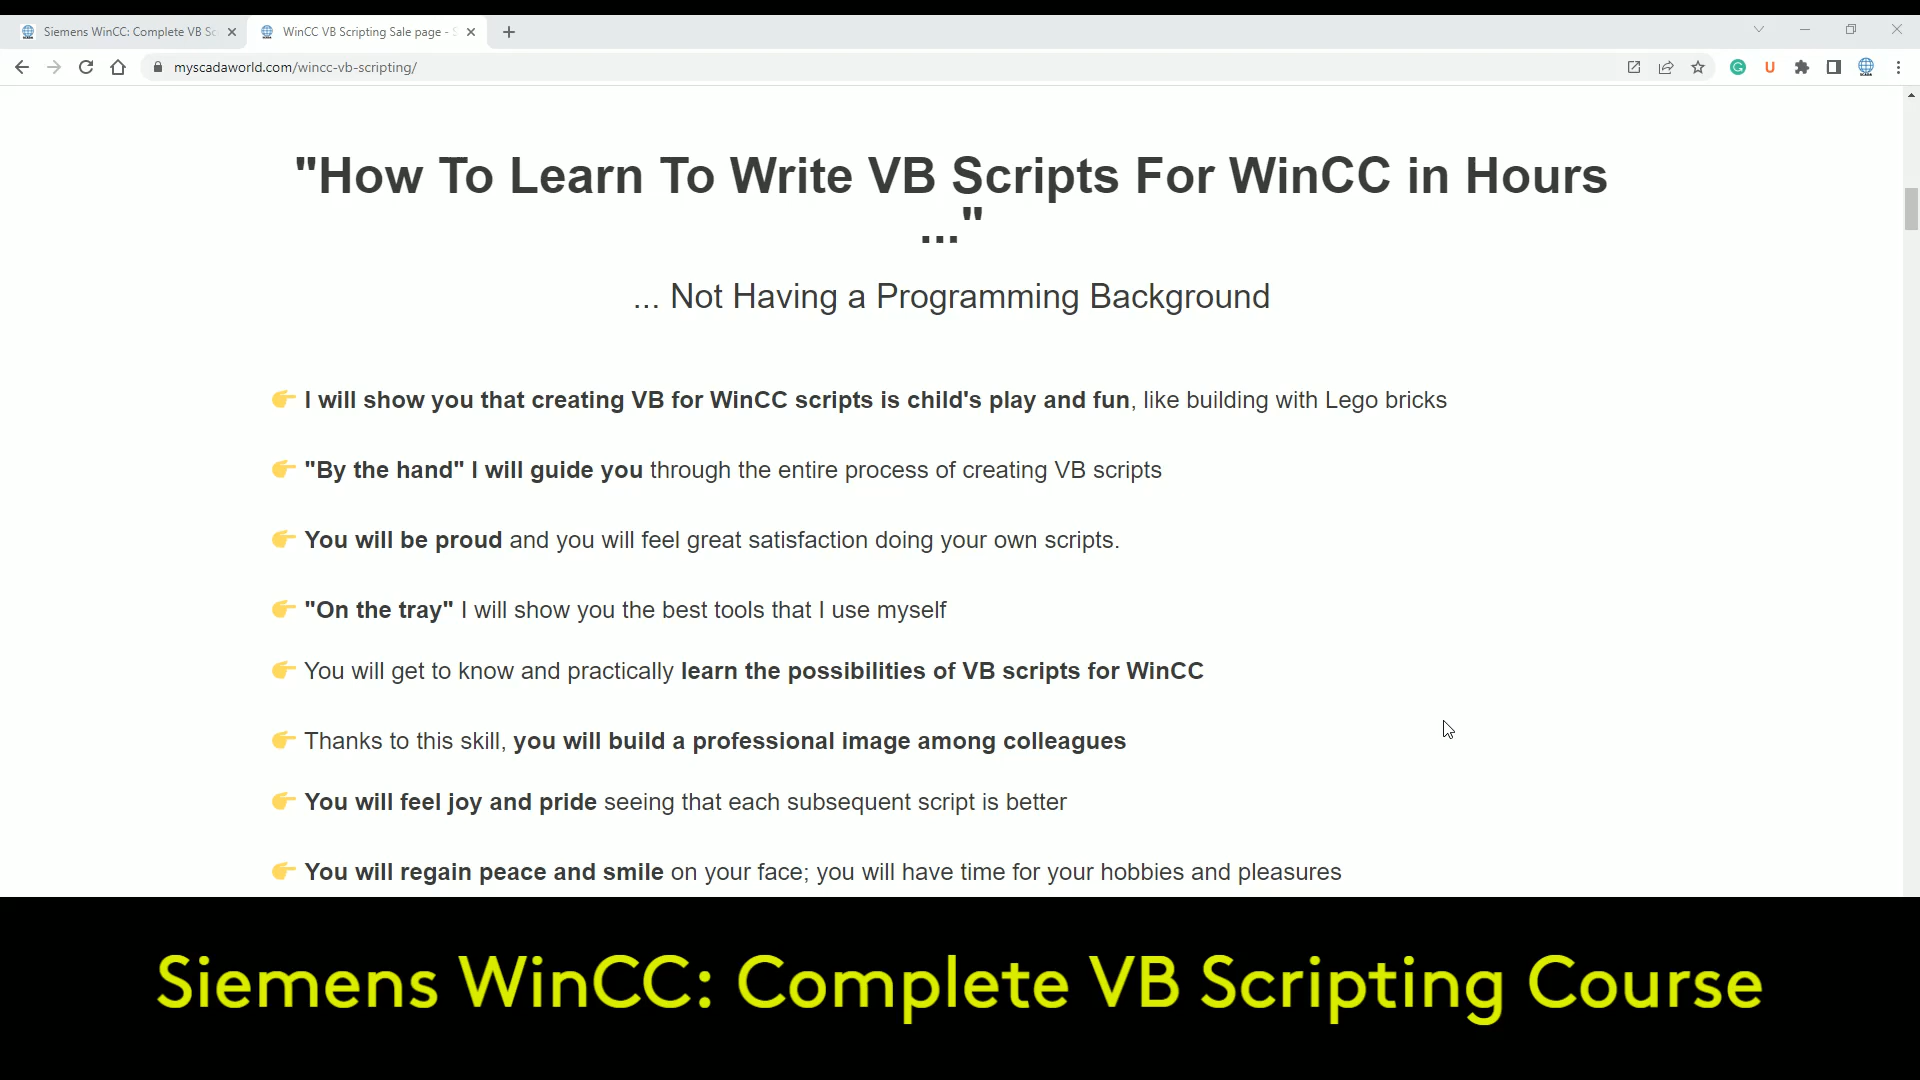 Siemens WinCC: Complete VB Sc
WinCC VB Scripting Sale page - S
myscadaworld.com/wincc-vb-scripting/
"How To Learn To Write VB Scripts For WinCC in Hours
..."
... Not Having a Programming Background
👉 I will show you that creating VB for WinCC scripts is child's play and fun, like building with Lego bricks
👉 "By the hand" I will guide you through the entire process of creating VB scripts
👉 You will be proud and you will feel great satisfaction doing your own scripts.
👉 "On the tray" I will show you the best tools that I use myself
👉 You will get to know and practically learn the possibilities of VB scripts for WinCC
👉 Thanks to this skill, you will build a professional image among colleagues
👉 You will feel joy and pride seeing that each subsequent script is better
👉 You will regain peace and smile on your face; you will have time for your hobbies and pleasures
Siemens WinCC: Complete VB Scripting Course